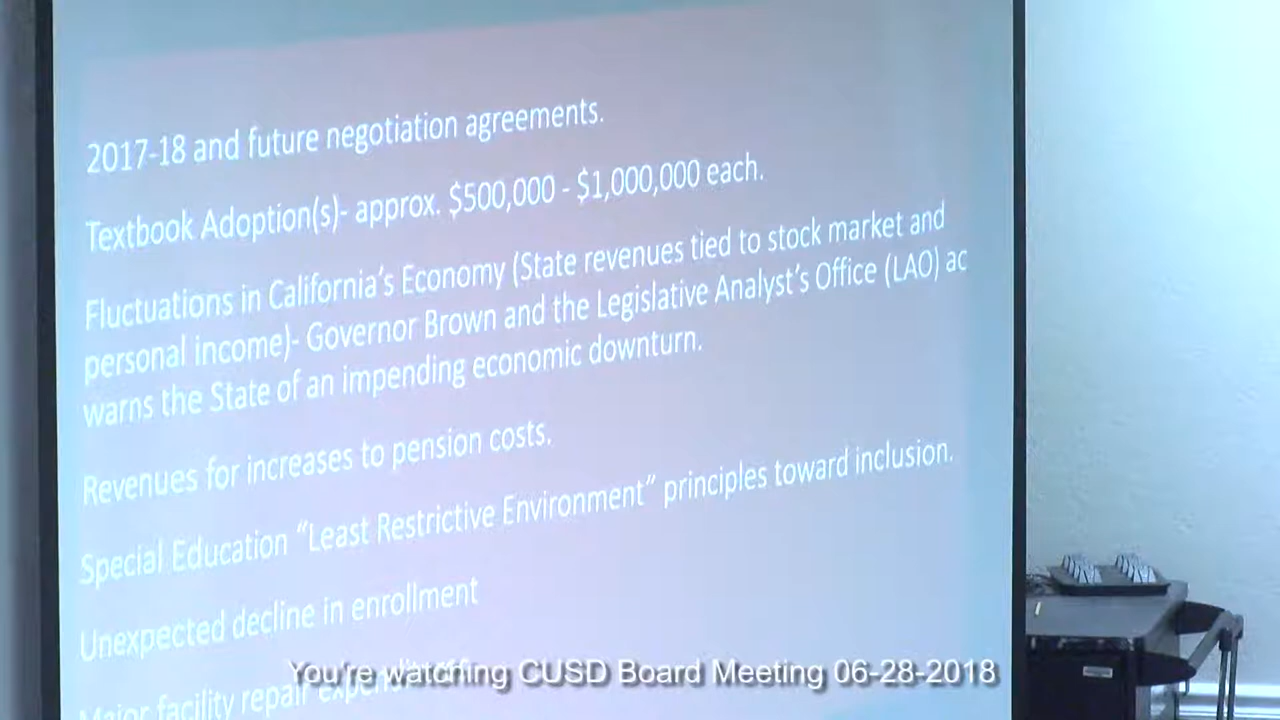 2017-18 and future negotiation agreements.
Textbook Adoption(s)- approx. $500,000 - $1,000,000 each.
Fluctuations in California's Economy (State revenues tied to stock market and
personal income)- Governor Brown and the Legislative Analyst's Office (LAO) ac
warns the State of an impending economic downturn.
Revenues for increases to pension costs.
Special Education “Least Restrictive Environment” principles toward inclusion.
Unexpected decline in enrollment
Major facility repair
You're watching CUSD Board Meeting 06-28-2018